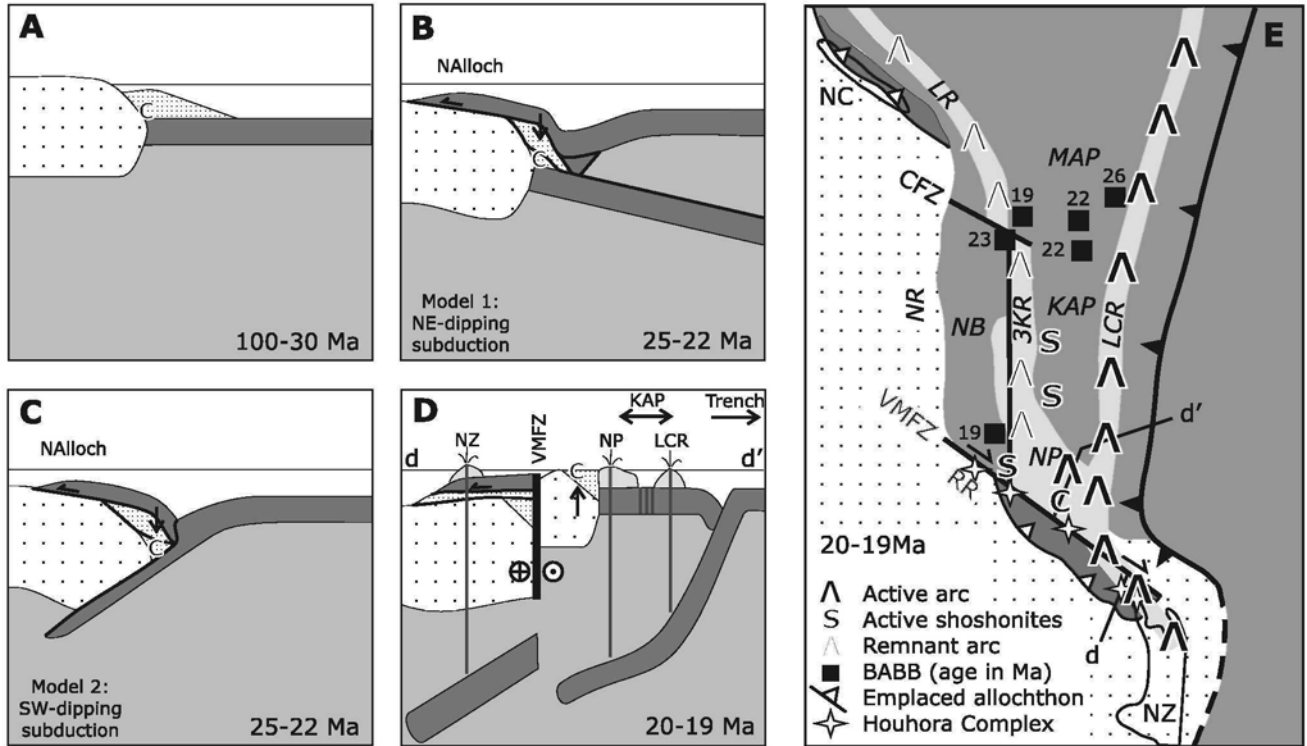 A
C
100-30 Ma
B
NAlloch
C
Model 1:
NE-dipping
subduction
25-22 Ma
C
NAlloch
C
Model 2:
SW-dipping
subduction
25-22 Ma
D
KAP
Trench
d
NZ
VMFZ
NP
LCR
d'
C
20-19 Ma
E
NC
LR
MAP
CFZ
19
22
26
23
22
NR
NB
3KR
KAP
LCR
S
S
VMFZ
19
d'
S
NP
RR
C
20-19Ma
Active arc
S Active shoshonites
Remnant arc
BABB (age in Ma)
Emplaced allochthon
Houhora Complex
d
NZ